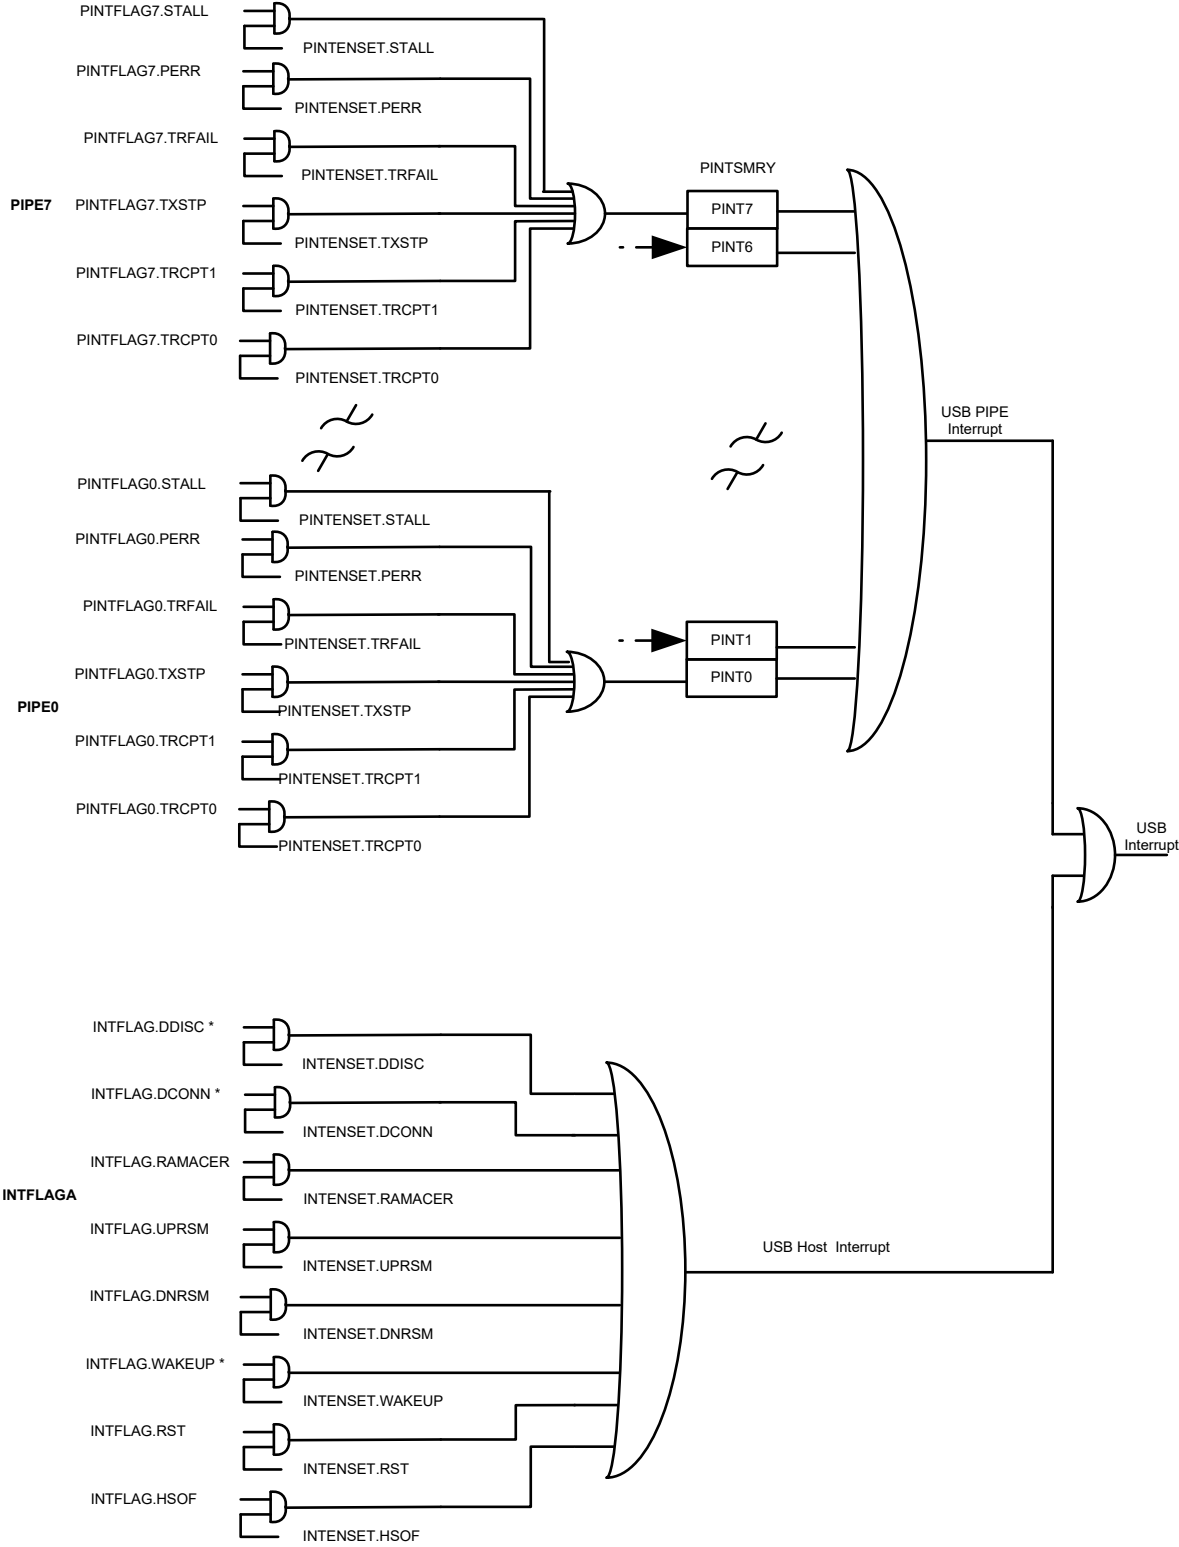 PINTFLAG7.STALL
PINTENSET.STALL
PINTFLAG7.PERR
PINTENSET.PERR
PINTFLAG7.TRFAIL
PINTENSET.TRFAIL
PINTSMRY
PIPE7
PINTFLAG7.TXSTP
PINTENSET.TXSTP
PINT7
PINT6
PINTFLAG7.TRCPT1
PINTENSET.TRCPT1
PINTFLAG7.TRCPT0
PINTENSET.TRCPT0
USB PIPE
Interrupt
PINTFLAG0.STALL
PINTENSET.STALL
PINTFLAG0.PERR
PINTENSET.PERR
PINTFLAG0.TRFAIL
PINTENSET.TRFAIL
PINT1
PINT0
PINTFLAG0.TXSTP
PINTENSET.TXSTP
PIPE0
PINTFLAG0.TRCPT1
PINTENSET.TRCPT1
PINTFLAG0.TRCPT0
PINTENSET.TRCPT0
USB
Interrupt
INTFLAG.DDISC *
INTENSET.DDISC
INTFLAG.DCONN *
INTENSET.DCONN
INTFLAG.RAMACER
INTENSET.RAMACER
INTFLAGA
INTFLAG.UPRSM
INTENSET.UPRSM
USB Host Interrupt
INTFLAG.DNRSM
INTENSET.DNRSM
INTFLAG.WAKEUP *
INTENSET.WAKEUP
INTFLAG.RST
INTENSET.RST
INTFLAG.HSOF
INTENSET.HSOF